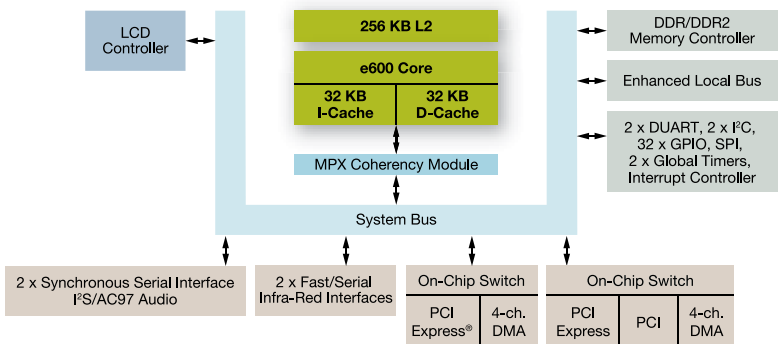 LCD
Controller
256 KB L2
e600 Core
32 KB
I-Cache
32 KB
D-Cache
MPX Coherency Module
System Bus
DDR/DDR2
Memory Controller
Enhanced Local Bus
2 x DUART, 2 x I²C,
32 x GPIO, SPI,
2 x Global Timers,
Interrupt Controller
2 x Synchronous Serial Interface
I²S/AC97 Audio
2 x Fast/Serial
Infra-Red Interfaces
On-Chip Switch
PCI
Express®
4-ch.
DMA
On-Chip Switch
PCI
Express
PCI
4-ch.
DMA